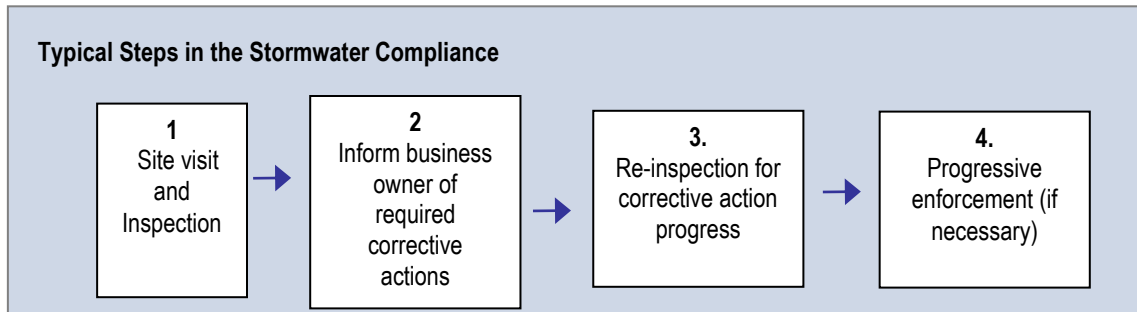 Typical Steps in the Stormwater Compliance
1
Site visit
and
Inspection
2
Inform business
owner of
required
corrective
actions
3.
Re-inspection for
corrective action
progress
4.
Progressive
enforcement (if
necessary)